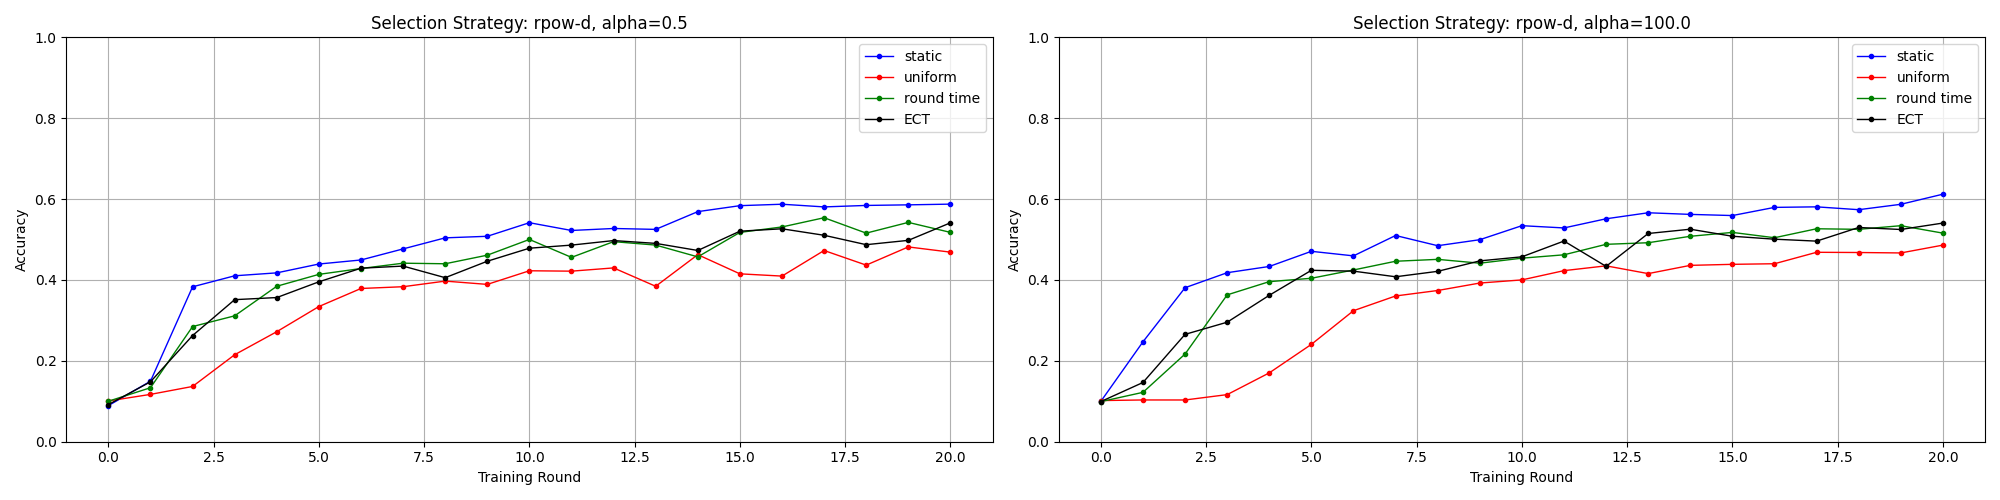 Selection Strategy: rpow-d, alpha=0.5
1.0
0.8
0.6
0.4
0.2
0.0
Accuracy
static
uniform
round time
ECT
0.0 2.5 5.0 7.5 10.0 12.5 15.0 17.5 20.0
Training Round
Selection Strategy: rpow-d, alpha=100.0
1.0
0.8
0.6
0.4
0.2
0.0
Accuracy
static
uniform
round time
ECT
0.0 2.5 5.0 7.5 10.0 12.5 15.0 17.5 20.0
Training Round